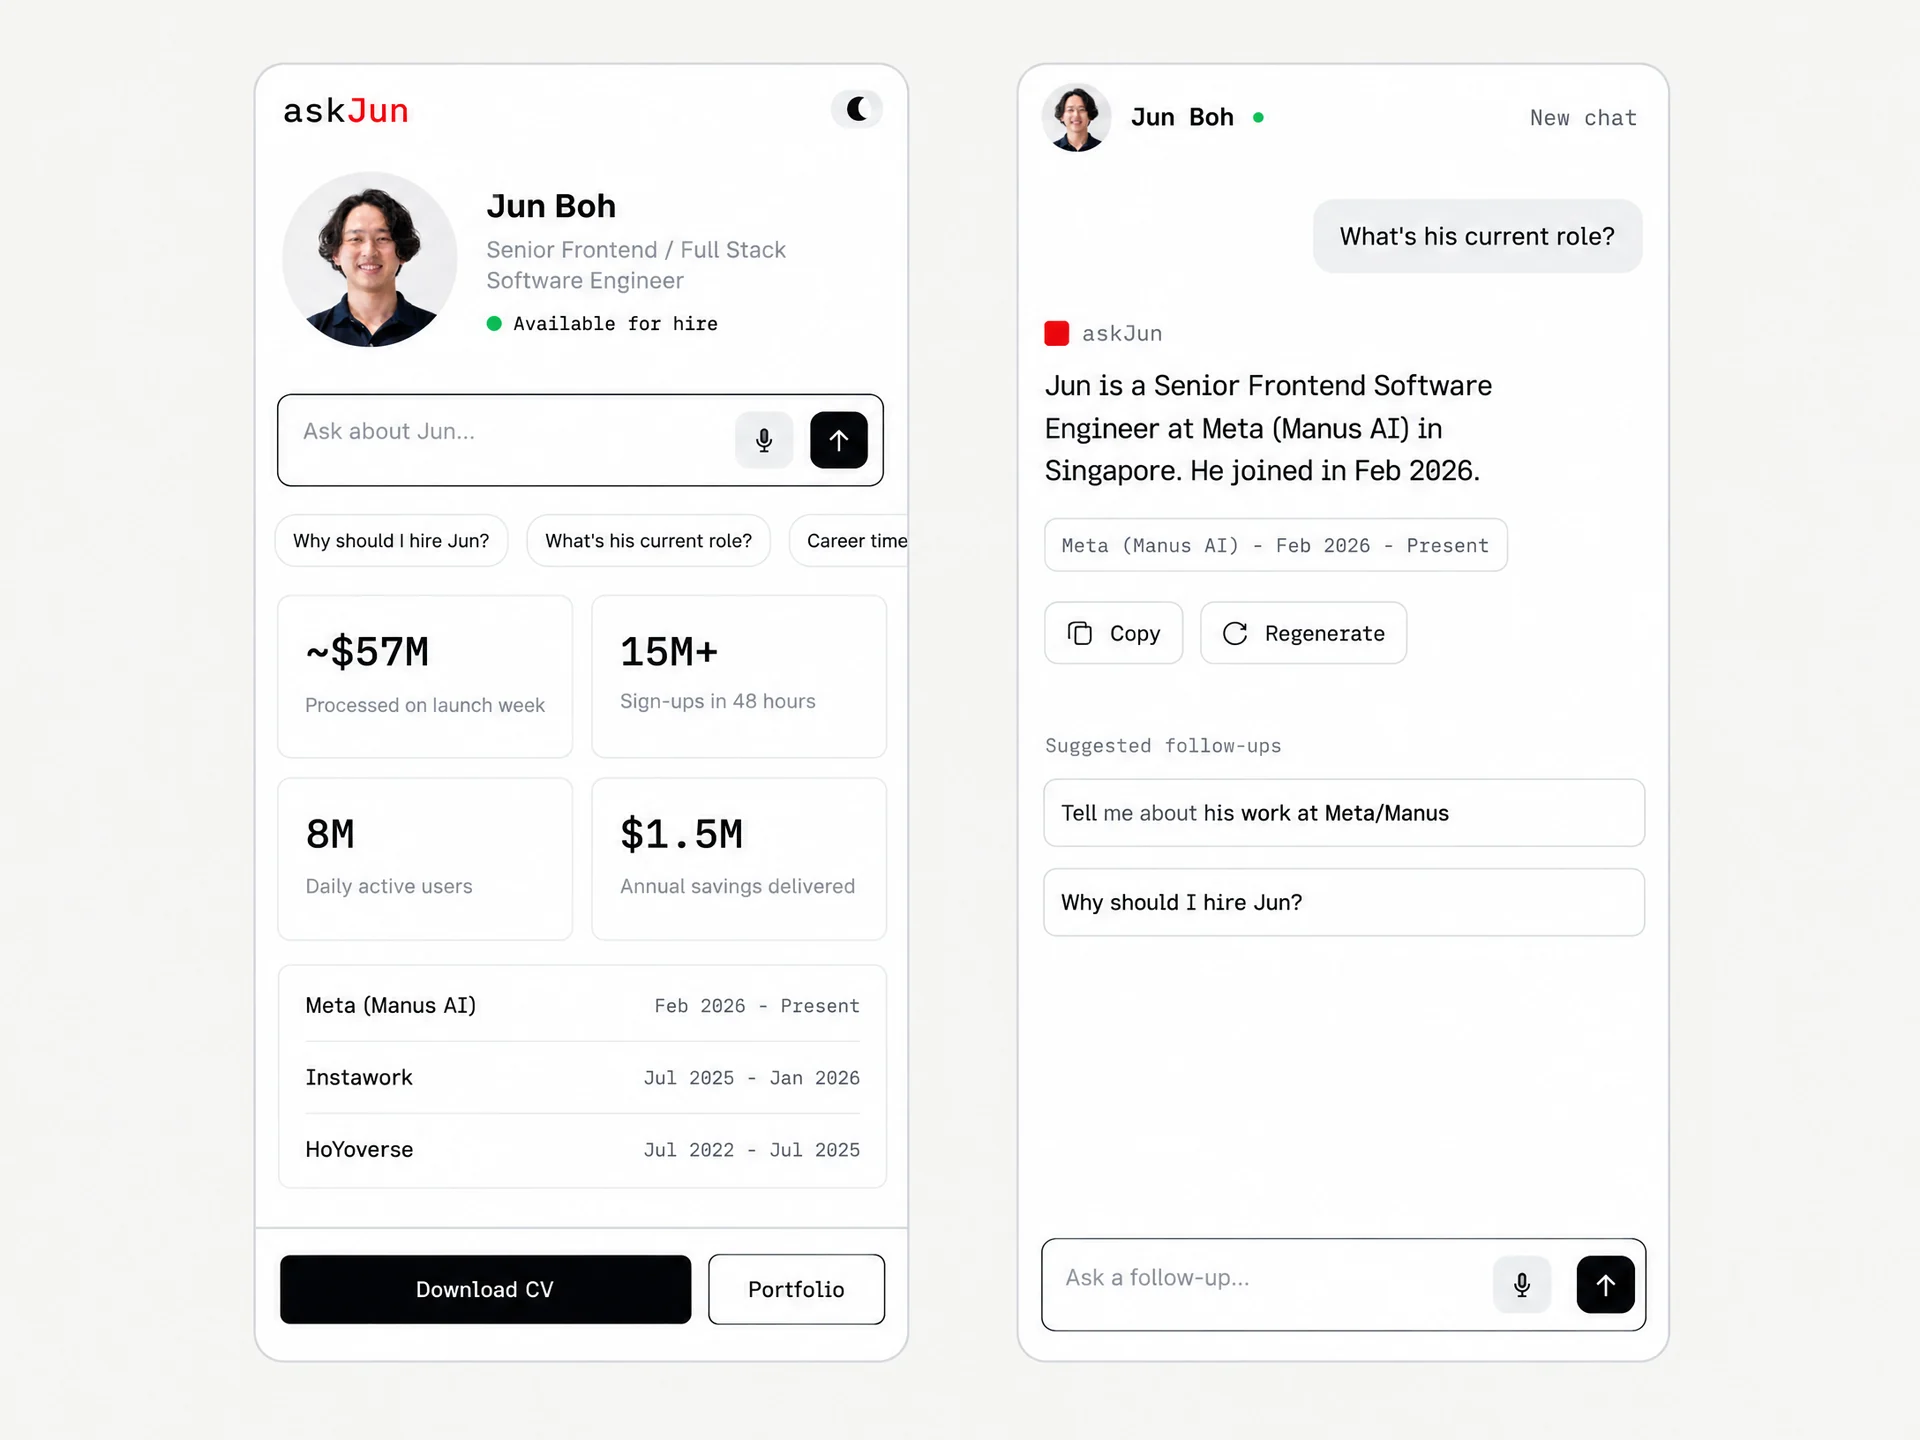 askJun
Jun Boh
Senior Frontend / Full Stack
Software Engineer
Available for hire
Ask about Jun...
Why should I hire Jun?
What's his current role?
Career time
~$57M
Processed on launch week
15M+
Sign-ups in 48 hours
8M
Daily active users
$1.5M
Annual savings delivered
Meta (Manus AI) Feb 2026 - Present
Instawork Jul 2025 - Jan 2026
HoYoverse Jul 2022 - Jul 2025
Download CV
Portfolio
Jun Boh
New chat
What's his current role?
askJun
Jun is a Senior Frontend Software
Engineer at Meta (Manus AI) in
Singapore. He joined in Feb 2026.
Meta (Manus AI) - Feb 2026 - Present
Copy
Regenerate
Suggested follow-ups
Tell me about his work at Meta/Manus
Why should I hire Jun?
Ask a follow-up...